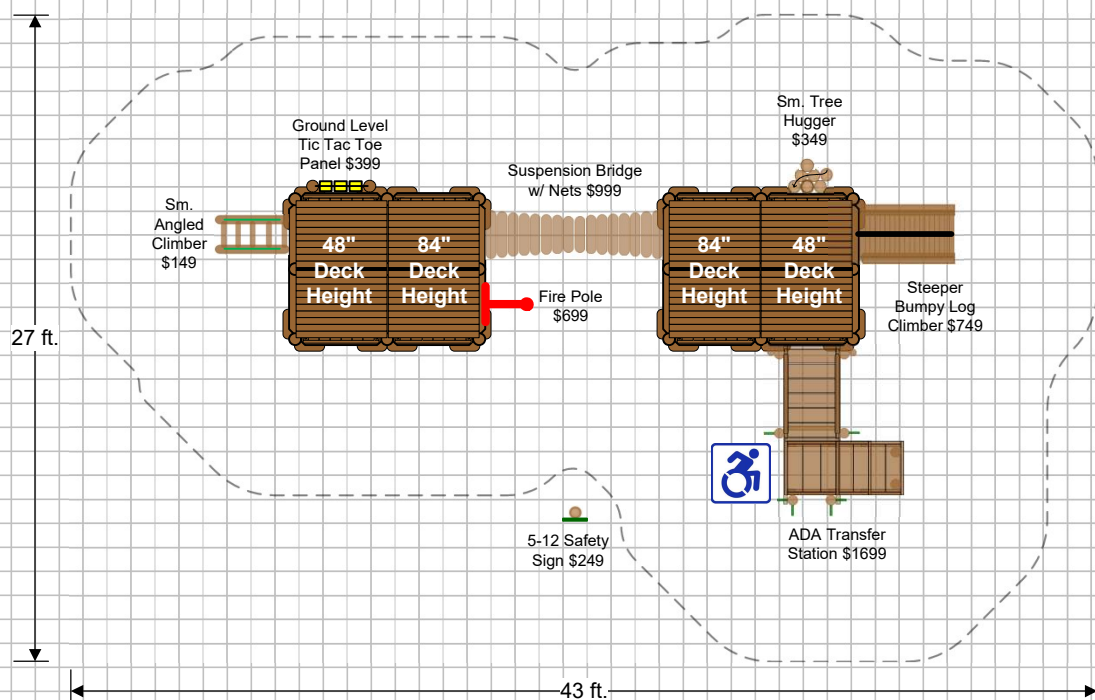 Sm. Tree
Hugger
$349
Ground Level
Tic Tac Toe
Panel $399
Suspension Bridge
w/ Nets $999
Sm.
Angled
Climber
$149
48"
Deck
Height
84"
Deck
Height
84"
Deck
Height
48"
Deck
Height
Fire Pole
$699
Steeper
Bumpy Log
Climber $749
27 ft.
5-12 Safety
Sign $249
ADA Transfer
Station $1699
43 ft.